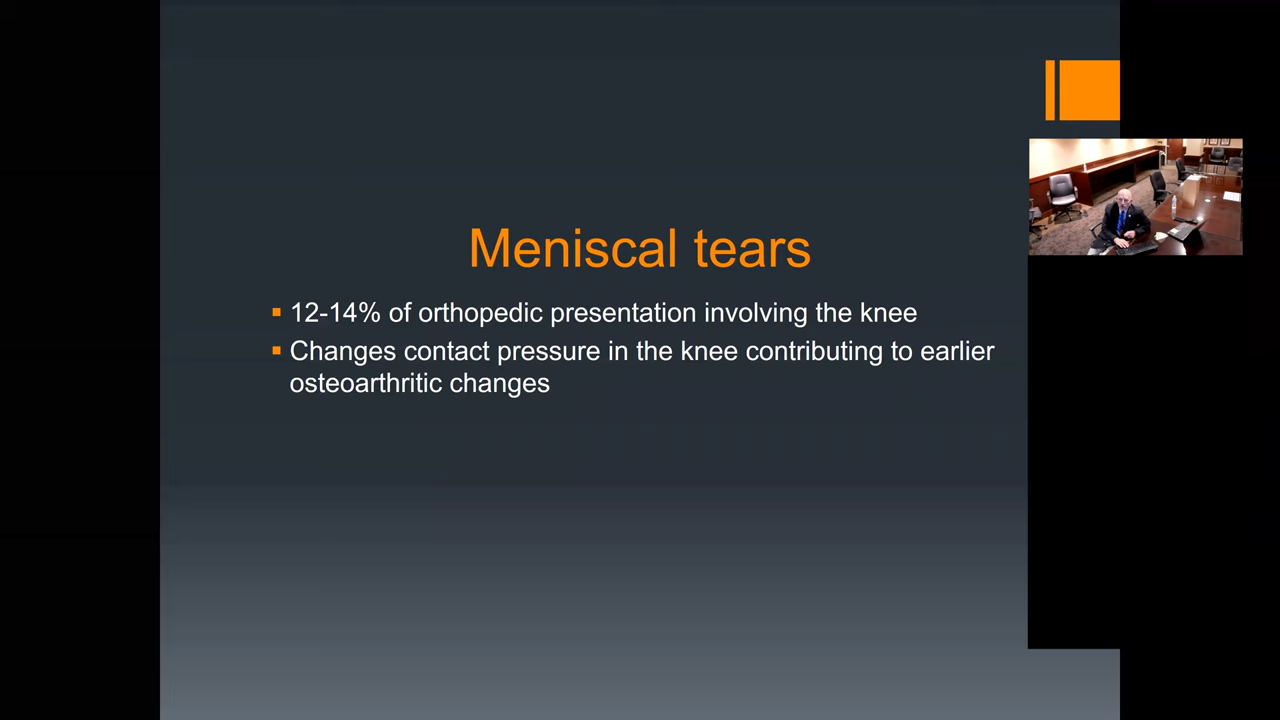 Meniscal tears
12-14% of orthopedic presentation involving the knee
Changes contact pressure in the knee contributing to earlier
osteoarthritic changes